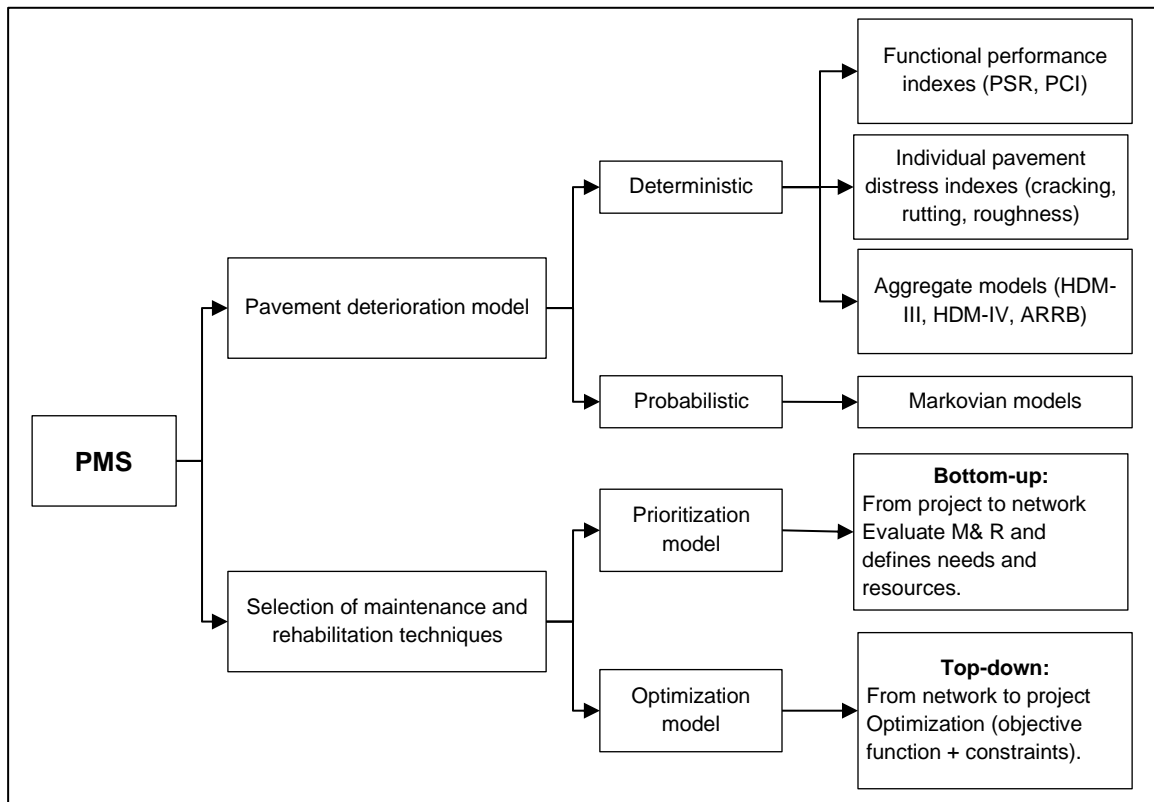 PMS
Pavement deterioration model
Deterministic
Functional performance
indexes (PSR, PCI)
Individual pavement
distress indexes (cracking,
rutting, roughness)
Aggregate models (HDM-
III, HDM-IV, ARRB)
Probabilistic
Markovian models
Selection of maintenance and
rehabilitation techniques
Prioritization
model
Bottom-up:
From project to network
Evaluate M& R and
defines needs and
resources.
Optimization
model
Top-down:
From network to project
Optimization (objective
function + constraints).